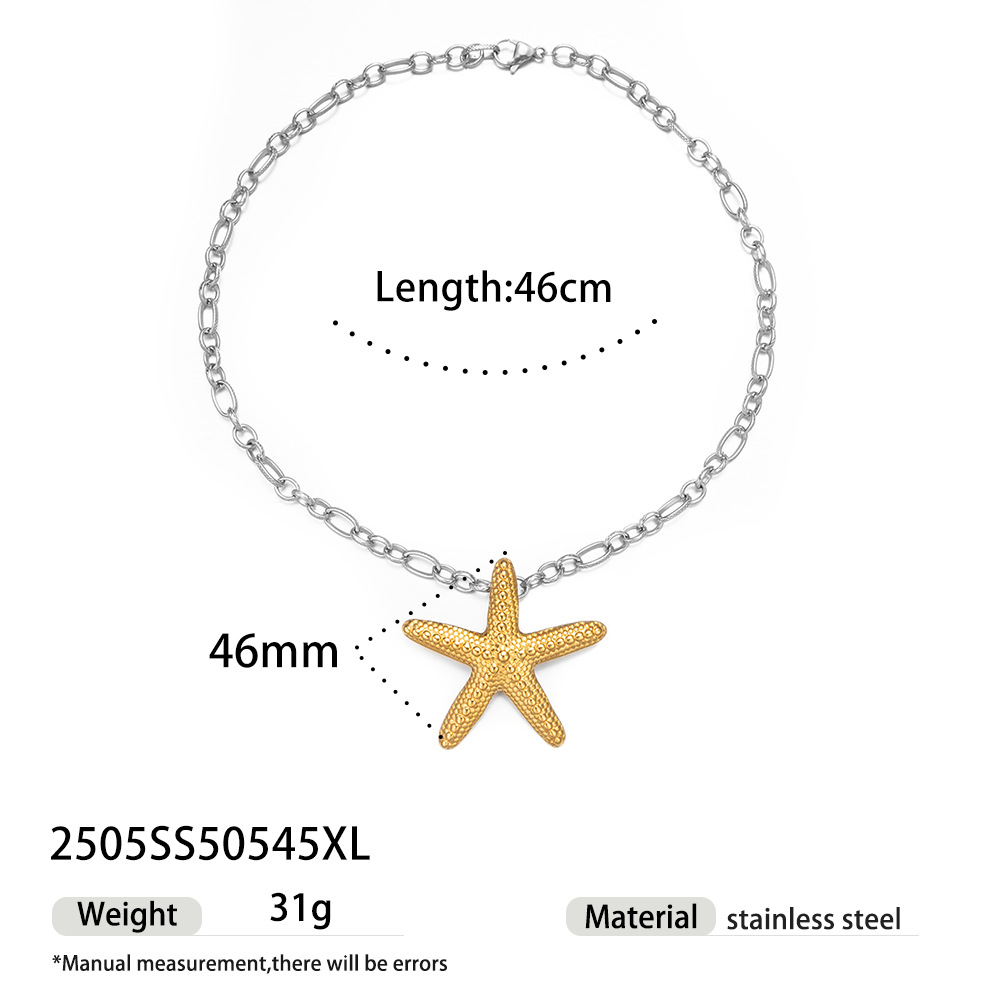 Length:46cm
46mm
2505SS50545XL
Weight 31g
Material stainless steel
*Manual measurement,there will be errors